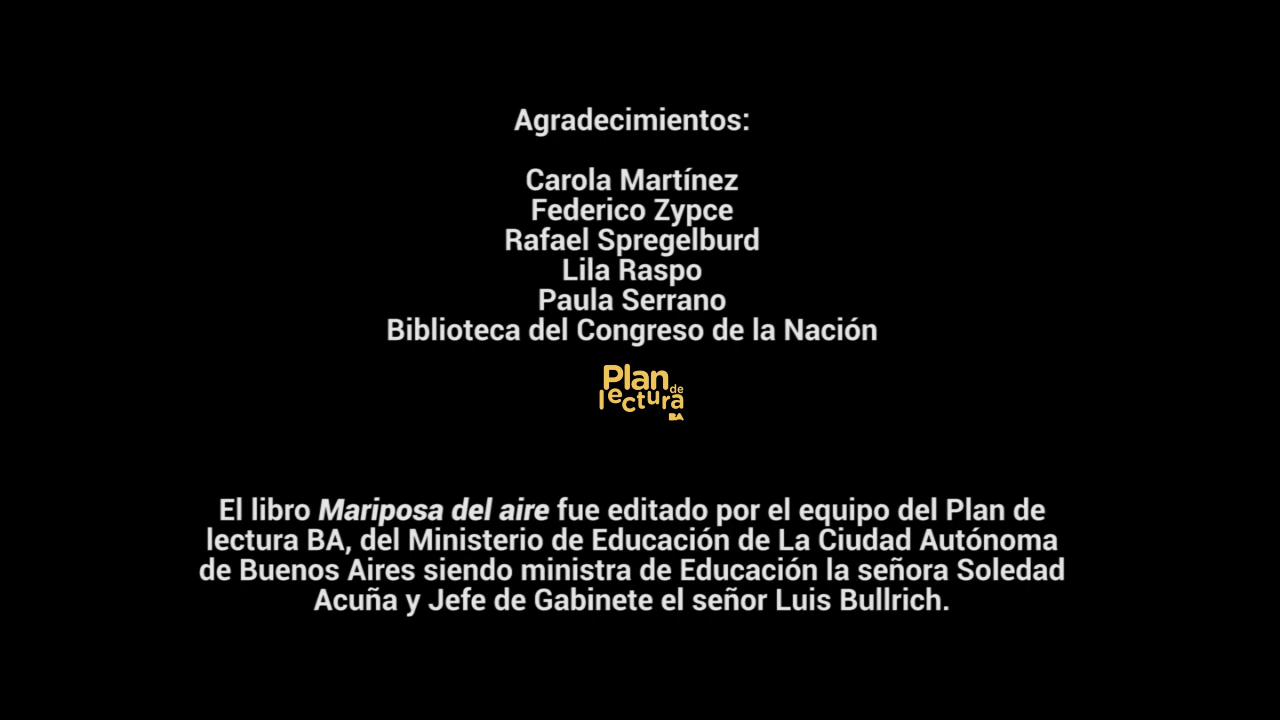 Agradecimientos:
Carola Martínez
Federico Zypce
Rafael Spregelburd
Lila Raspo
Paula Serrano
Biblioteca del Congreso de la Nación
Plan de
lectura
BA
El libro Mariposa del aire fue editado por el equipo del Plan de
lectura BA, del Ministerio de Educación de La Ciudad Autónoma
de Buenos Aires siendo ministra de Educación la señora Soledad
Acuña y Jefe de Gabinete el señor Luis Bullrich.